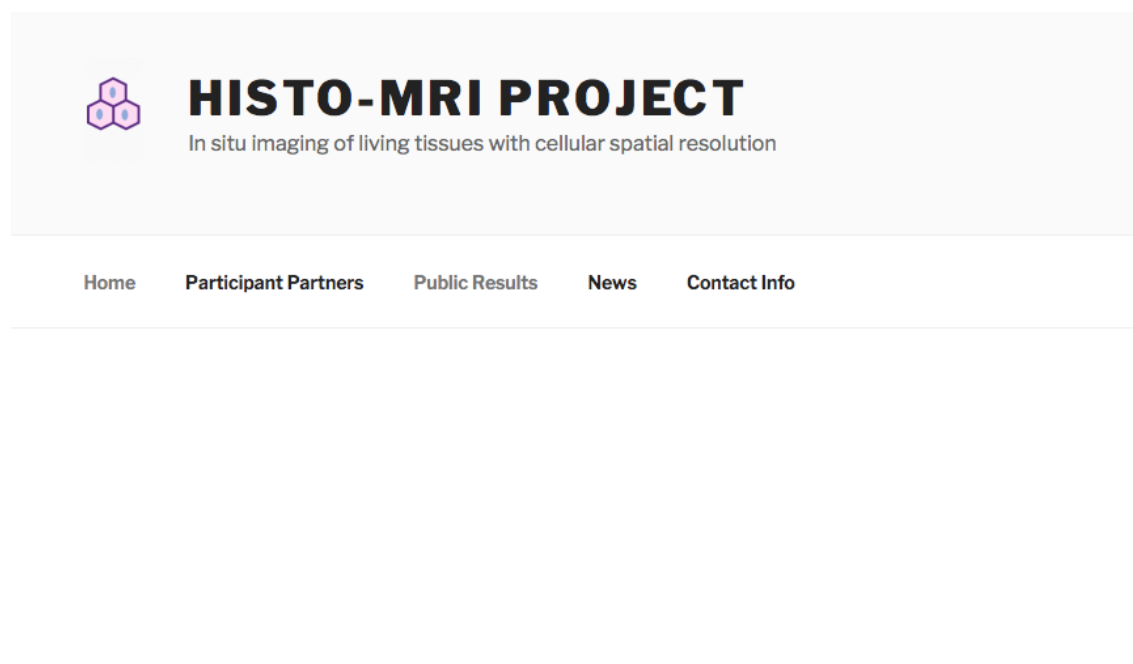 HISTO-MRI PROJECT
In situ imaging of living tissues with cellular spatial resolution
Home Participant Partners Public Results News Contact Info